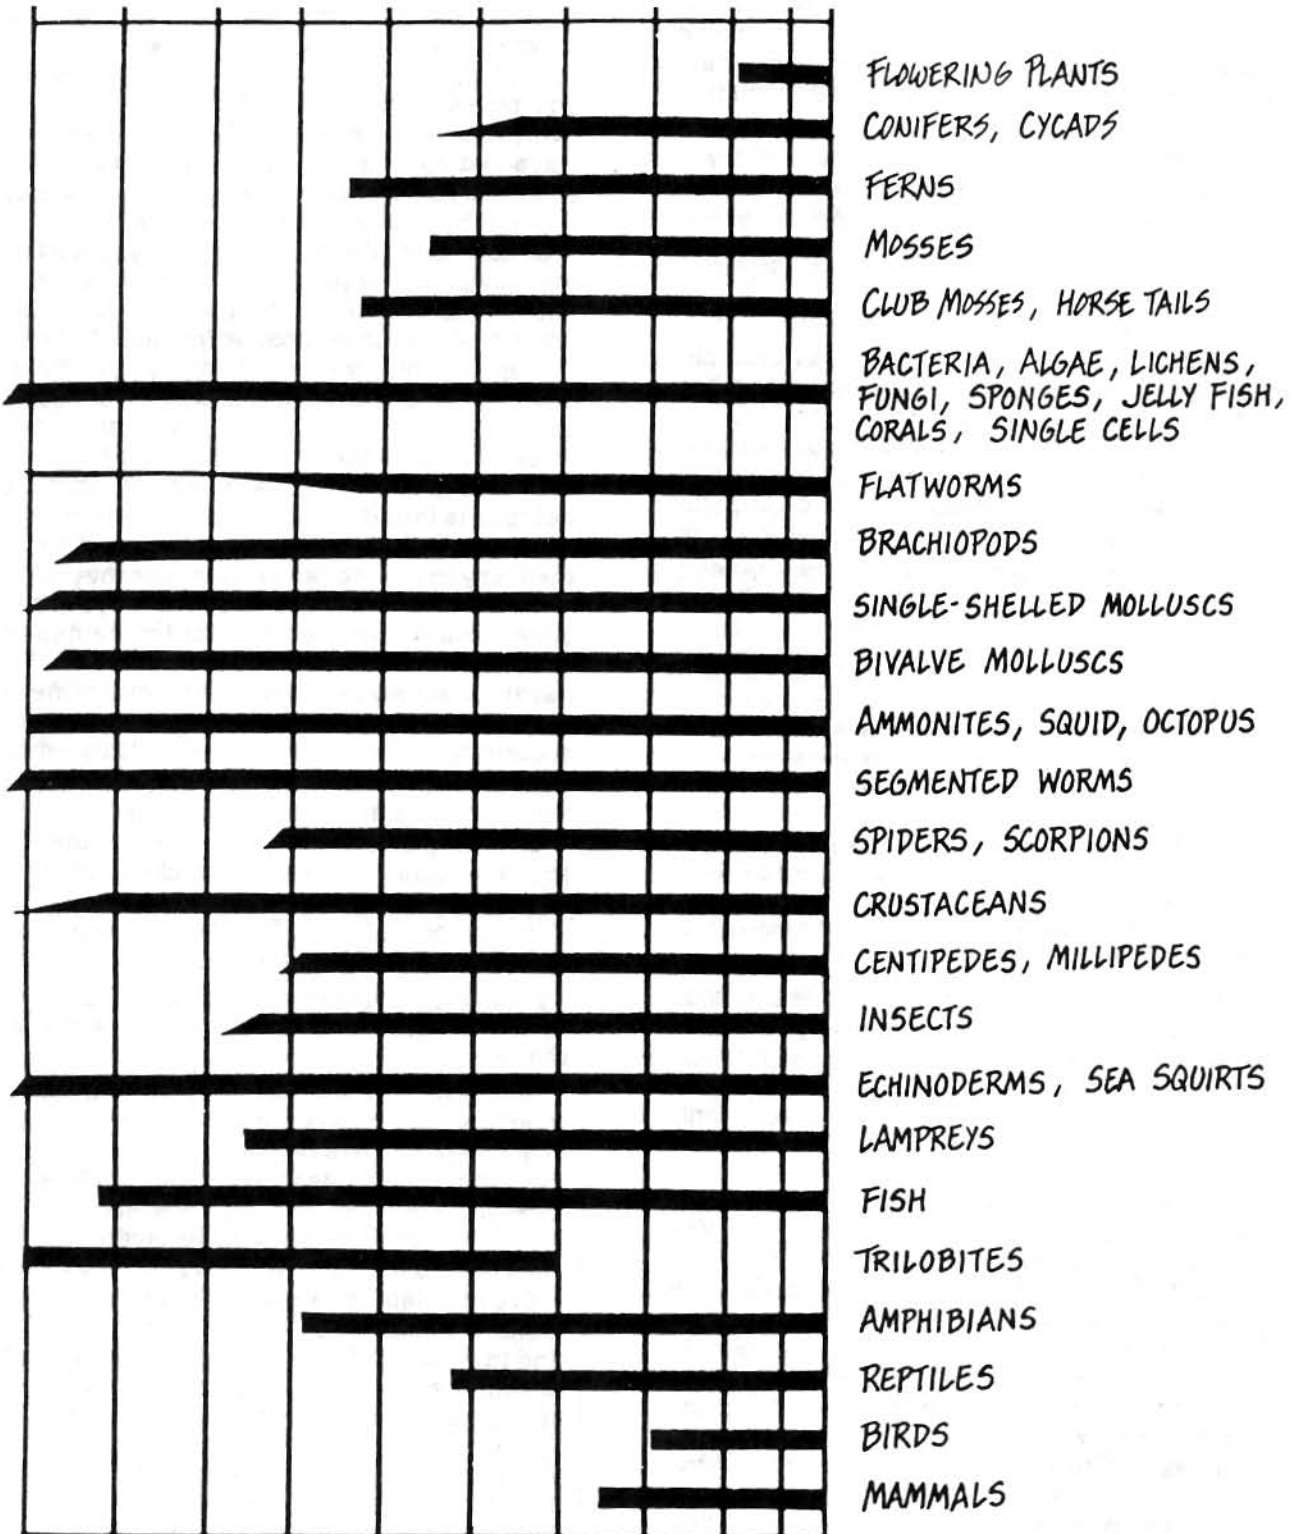 FLOWERING PLANTS
CONIFERS, CYCADS
FERNS
MOSSES
CLUB MOSSES, HORSE TAILS
BACTERIA, ALGAE, LICHENS,
FUNGI, SPONGES, JELLY FISH,
CORALS, SINGLE CELLS
FLATWORMS
BRACHIOPODS
SINGLE-SHELLED MOLLUSCS
BIVALVE MOLLUSCS
AMMONITES, SQUID, OCTOPUS
SEGMENTED WORMS
SPIDERS, SCORPIONS
CRUSTACEANS
CENTIPEDES, MILLIPEDES
INSECTS
ECHINODERMS, SEA SQUIRTS
LAMPREYS
FISH
TRILOBITES
AMPHIBIANS
REPTILES
BIRDS
MAMMALS